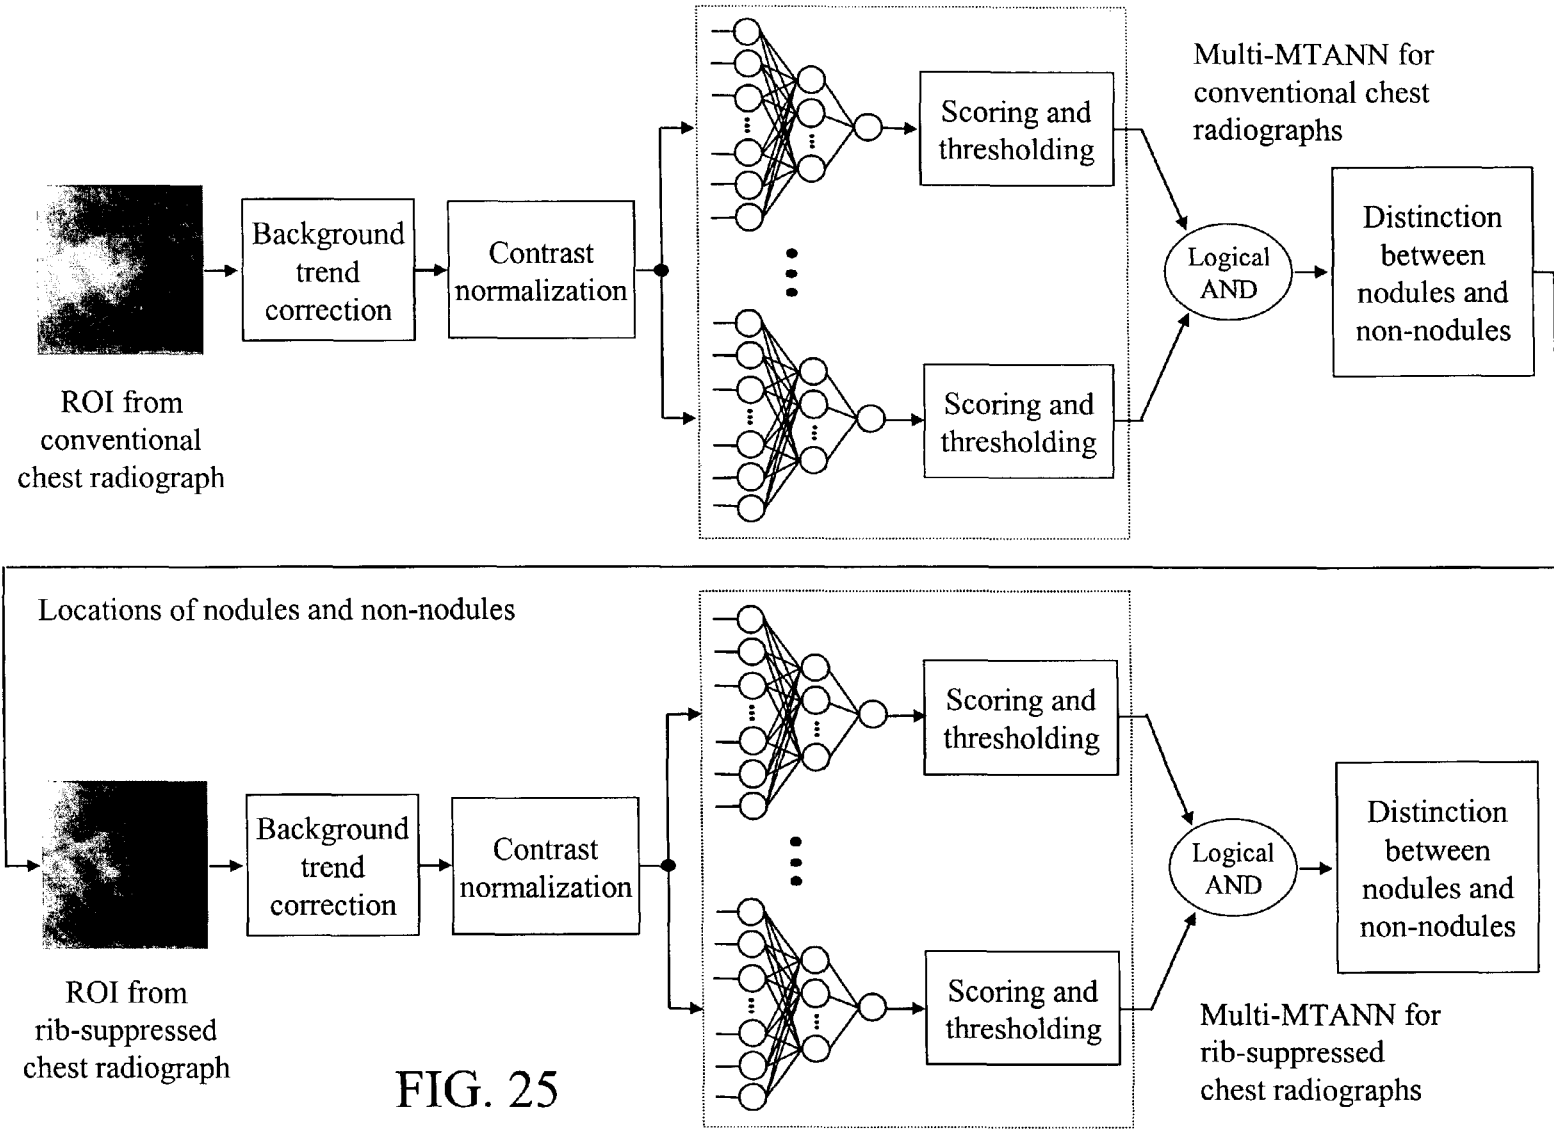 Multi-MTANN for
conventional chest
radiographs
Scoring and
thresholding
Background
trend
correction
Contrast
normalization
Logical
AND
Distinction
between
nodules and
non-nodules
ROI from
conventional
chest radiograph
Scoring and
thresholding
Locations of nodules and non-nodules
Scoring and
thresholding
Background
trend
correction
Contrast
normalization
Logical
AND
Distinction
between
nodules and
non-nodules
ROI from
rib-suppressed
chest radiograph
Scoring and
thresholding
Multi-MTANN for
rib-suppressed
chest radiographs
FIG. 25